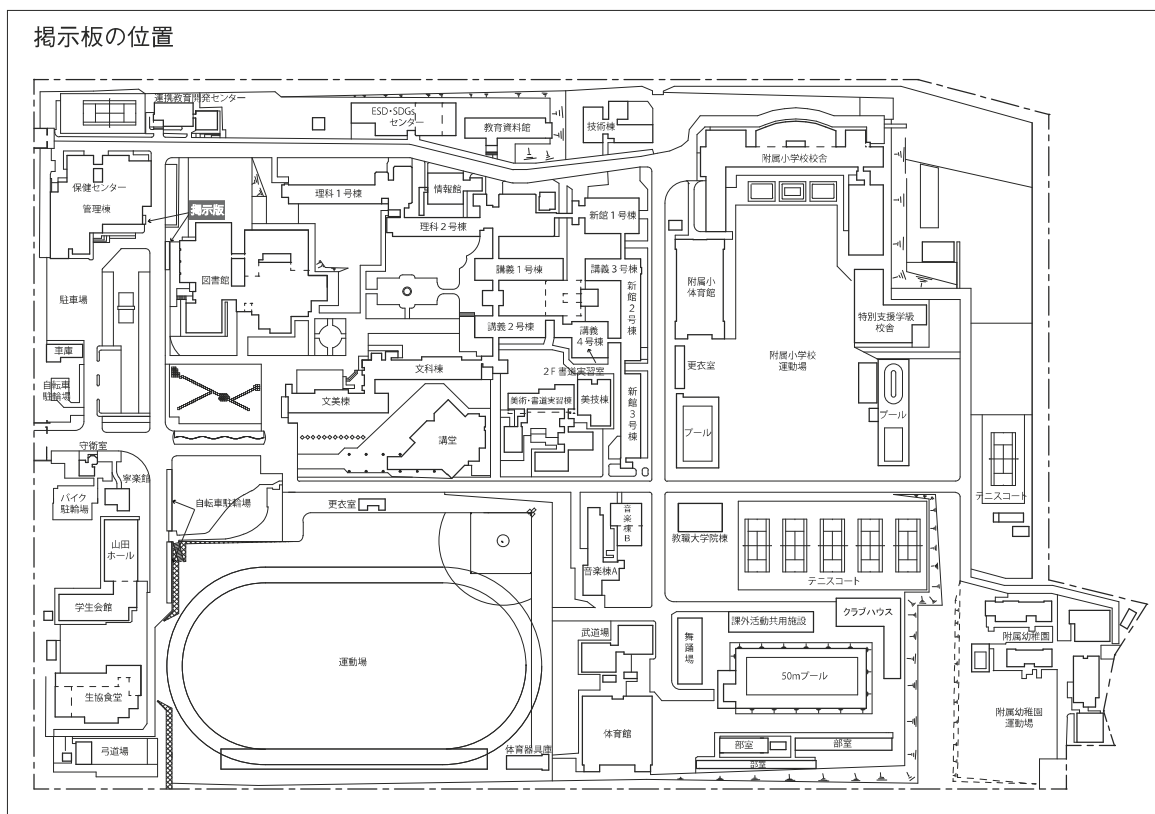 掲示板の位置
連携教育開発センター
ESD・SDGs
センター
教育資料館
技術棟
附属小学校校舎
保健センター
管理棟
掲示版
理科1号棟
情報館
理科2号棟
新館1号棟
図書館
講義1号棟
講義3号棟
新館2号棟
附属小
体育館
駐車場
講義2号棟
講義
4号棟
特別支援学級
校舎
車庫
2F書道実習室
更衣室
附属小学校
運動場
文科棟
自転車
駐輪場
文美棟
美術・書道実習棟
美技棟
新館3号棟
プール
プール
講堂
守衛室
寧楽館
バイク
駐輪場
自転車駐輪場
更衣室
音楽棟B
教職大学院棟
テニスコート
山田
ホール
音楽棟A
テニスコート
学生会館
課外活動共用施設
クラブハウス
武道場
舞踊場
附属幼稚園
運動場
50mプール
生協食堂
附属幼稚園
運動場
体育館
弓道場
体育器具庫
部室
部室
部室